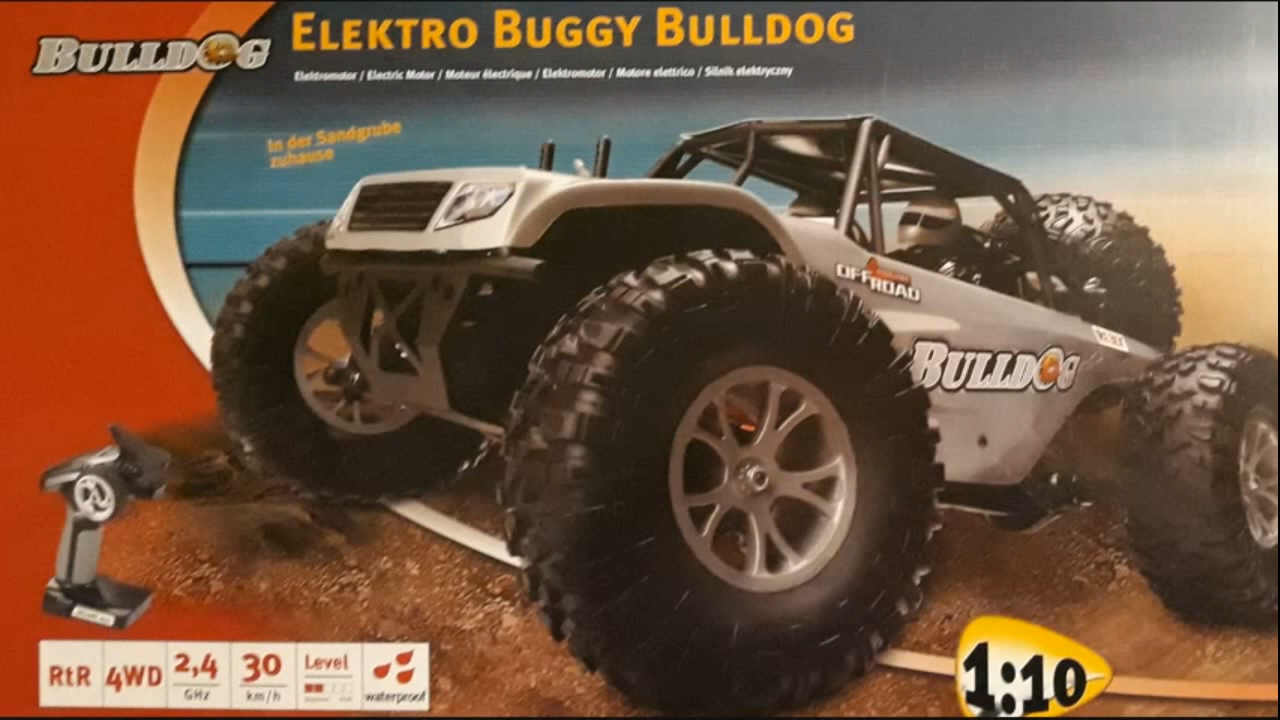 BULLDOG
ELEKTRO BUGGY BULLDOG
Elektromotor / Electric Motor / Moteur électrique / Elektromotor / Motore elettrico / Silnik elektryczny
In der Sandgrube
zuhause
OFFROAD
BULLDOG
RtR 4WD 2,4 GHz 30 km/h Level waterproof
1:10